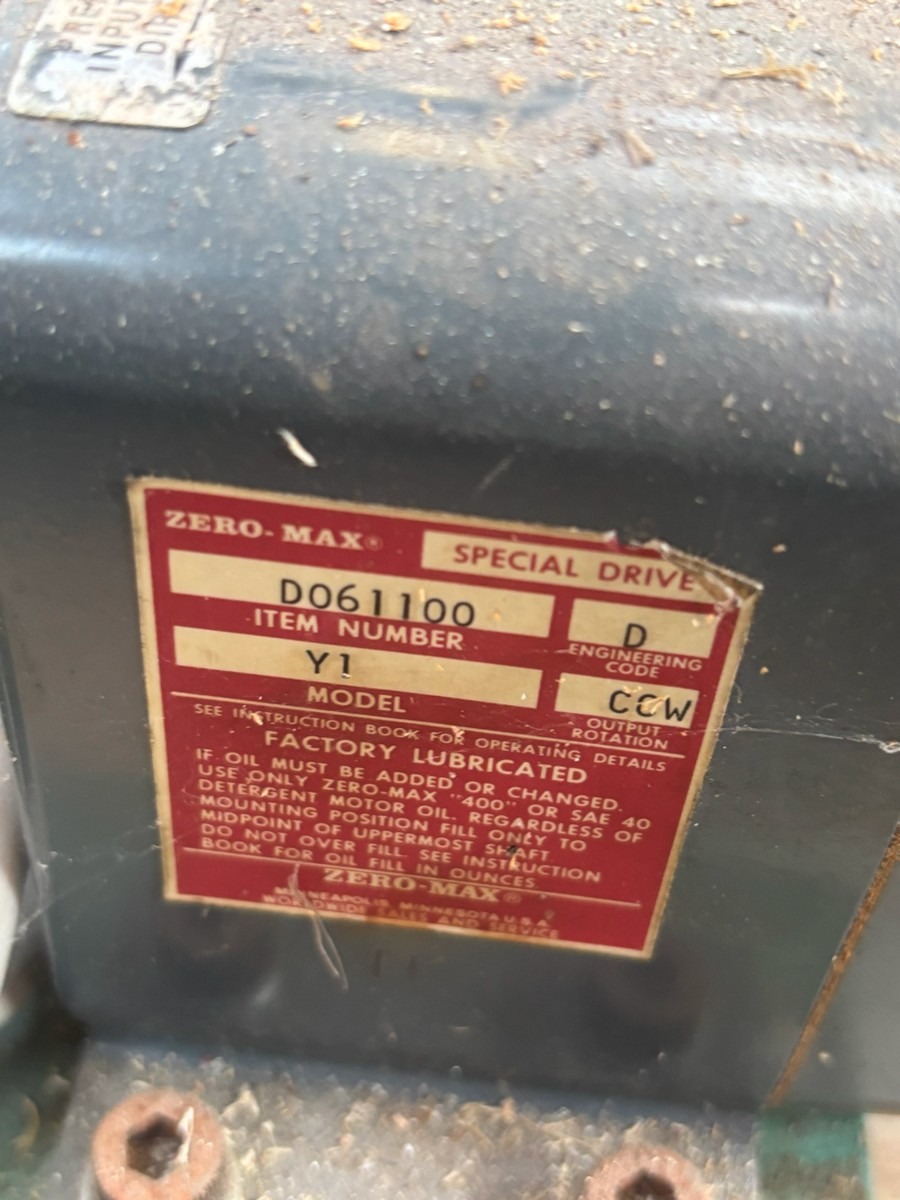 INPUT
ZERO-MAX®
SPECIAL DRIVE
D061100
D
ITEM NUMBER
ENGINEERING
CODE
Y1
CCW
MODEL
OUTPUT
ROTATION
SEE INSTRUCTION BOOK FOR OPERATING DETAILS
FACTORY LUBRICATED
IF OIL MUST BE ADDED OR CHANGED.
USE ONLY ZERO-MAX "400" OR SAE 40
DETERGENT MOTOR OIL. REGARDLESS OF
MOUNTING POSITION FILL ONLY TO
MIDPOINT OF UPPERMOST SHAFT.
DO NOT OVER FILL. SEE INSTRUCTION
BOOK FOR OIL FILL IN OUNCES.
ZERO-MAX®
MINNEAPOLIS, MINNESOTA U.S.A.
WORLDWIDE SALES AND SERVICE